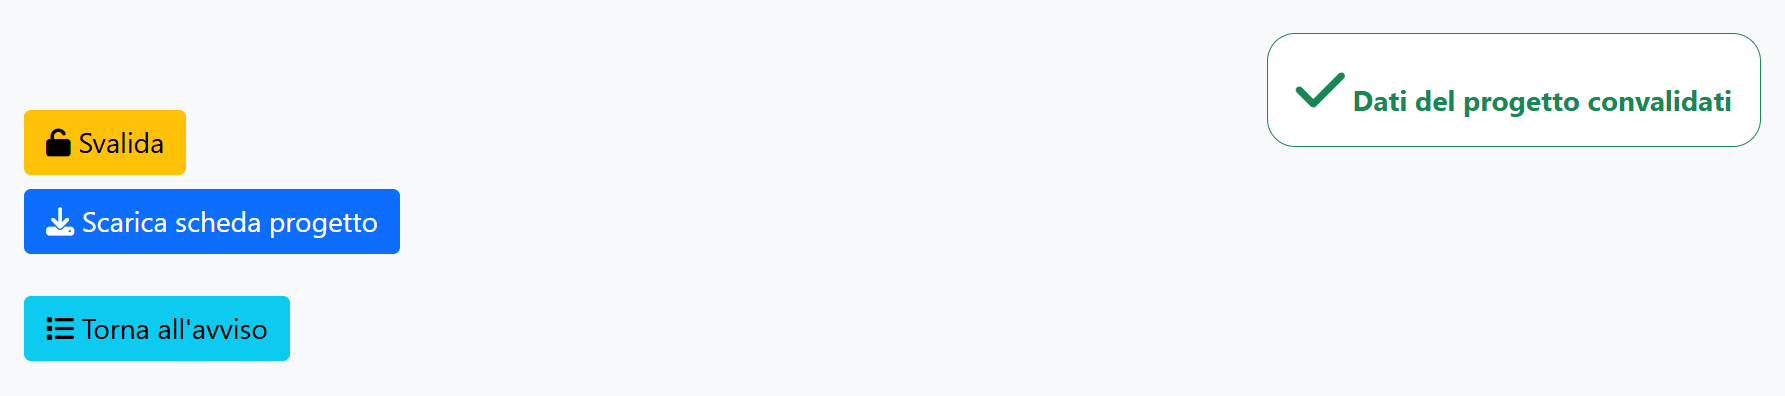 Dati del progetto convalidati
Svalida
Scarica scheda progetto
Torna all'avviso